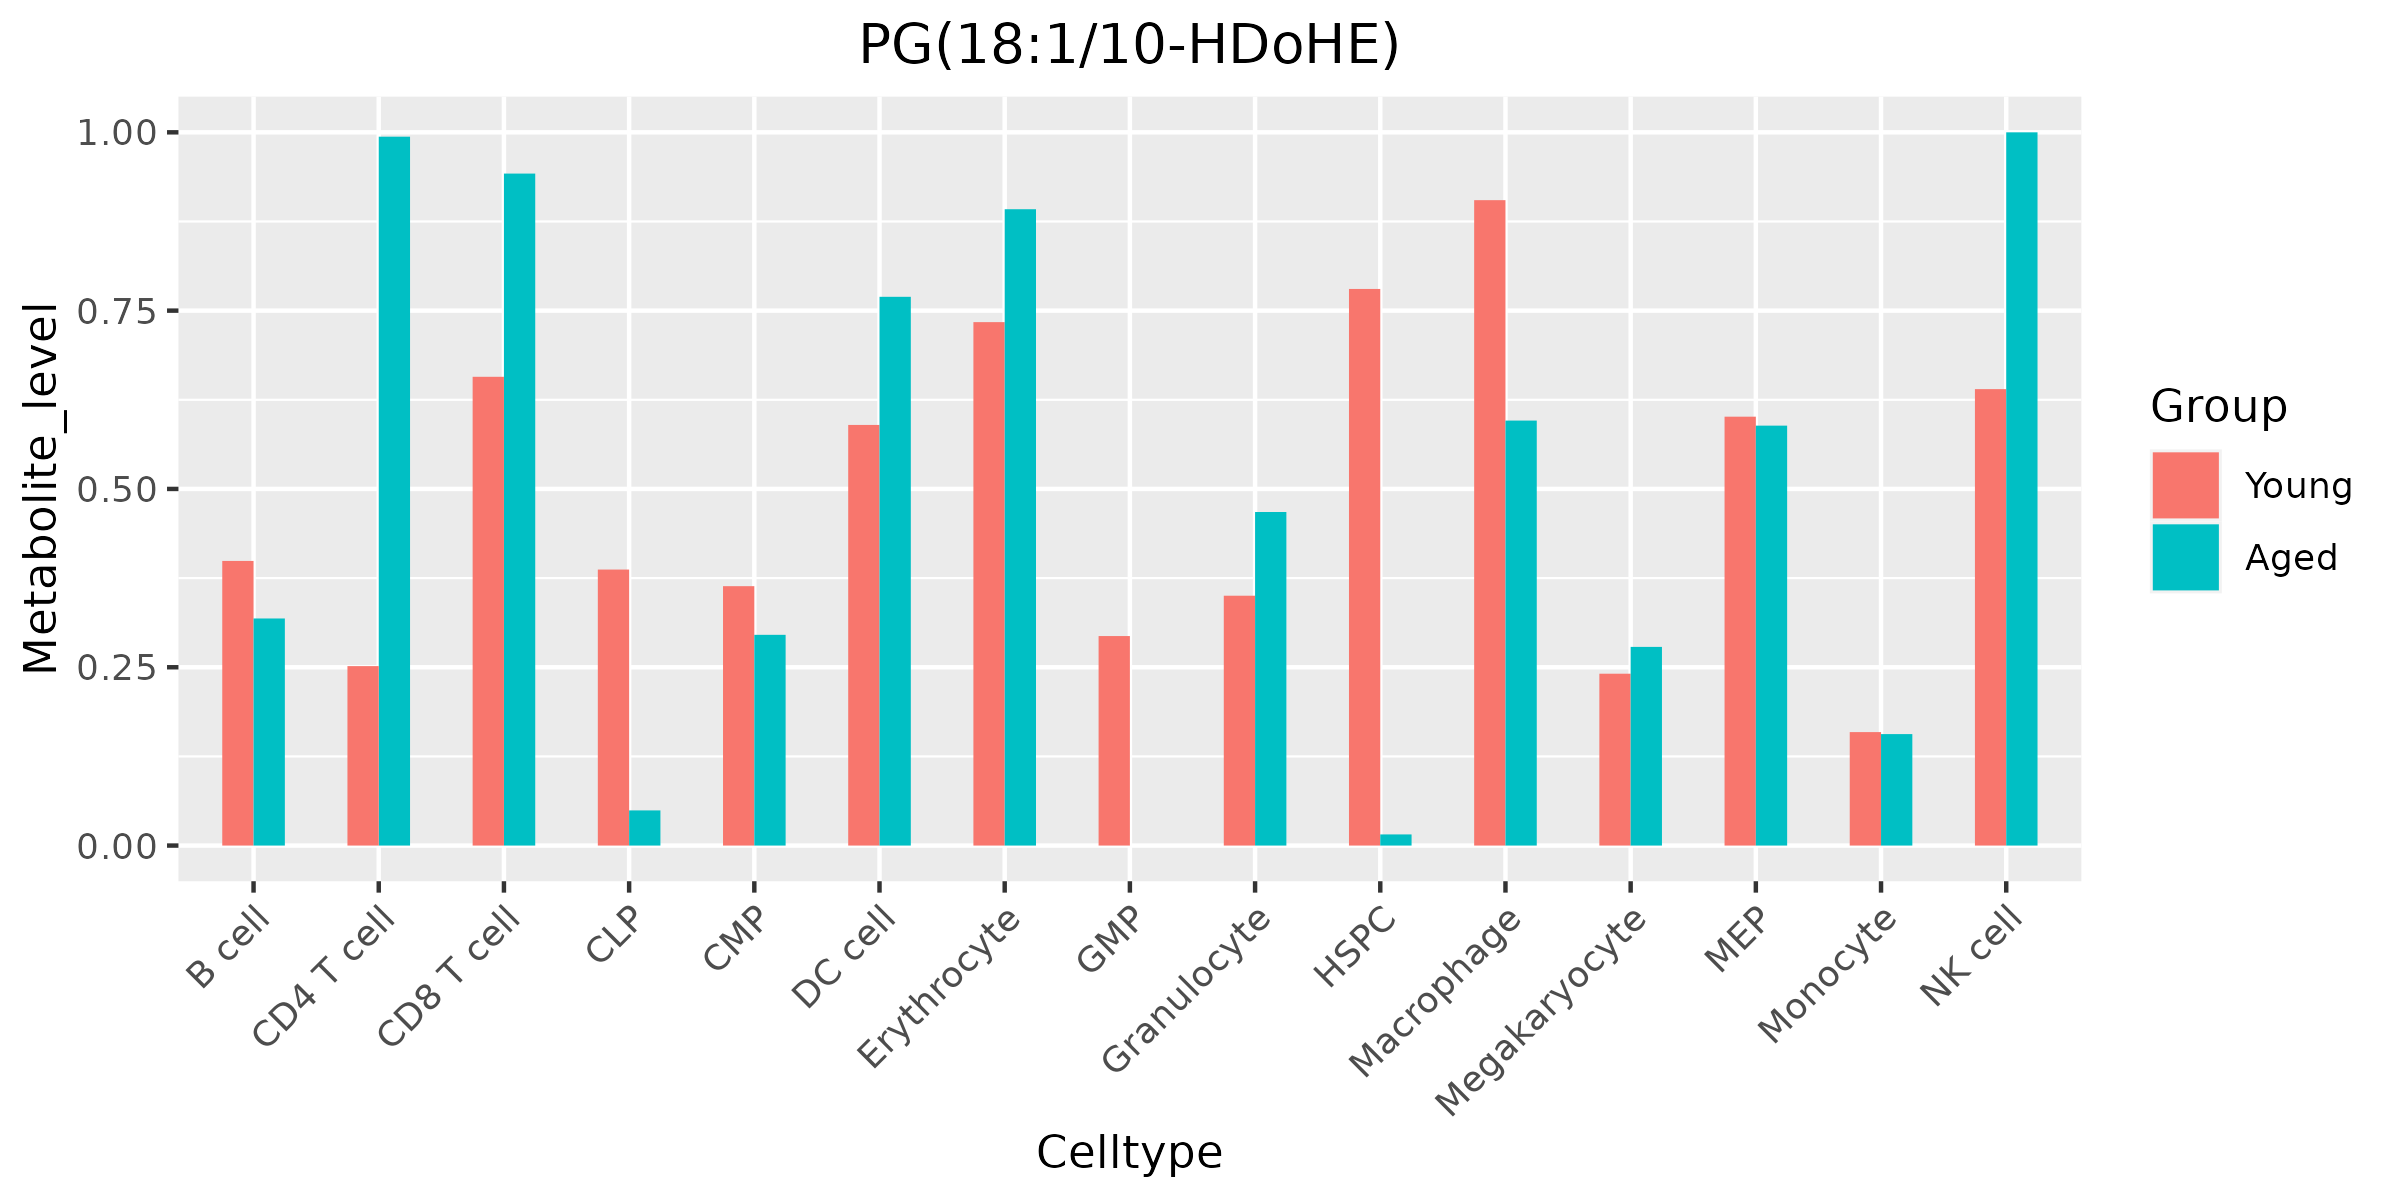 PG(18:1/10-HDoHE)
Metabolite_level
1.00
0.75
0.50
0.25
0.00
B cell
CD4 T cell
CD8 T cell
CLP
CMP
DC cell
Erythrocyte
GMP
Granulocyte
HSPC
Macrophage
Megakaryocyte
MEP
Monocyte
NK cell
Celltype
Group
Young
Aged